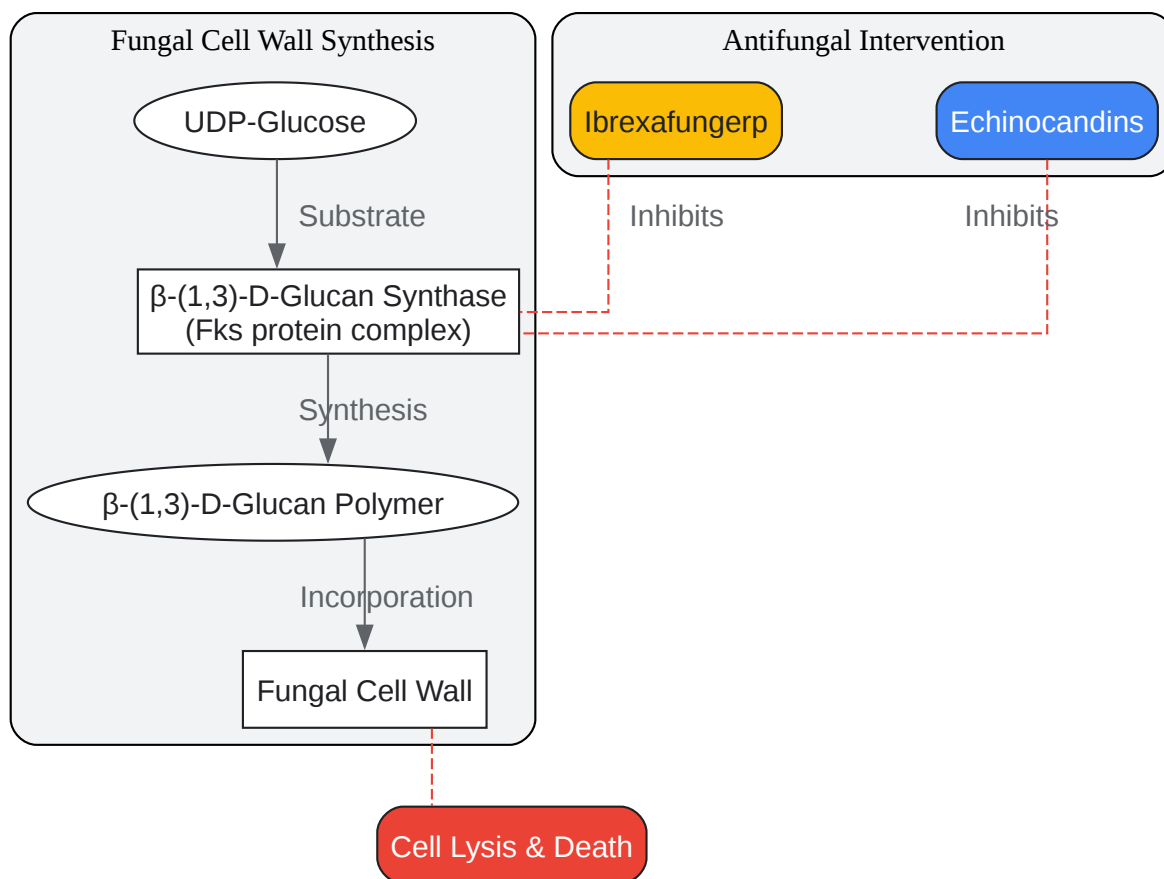 Fungal Cell Wall Synthesis
Antifungal Intervention
UDP-Glucose
Ibrexafungerp
Echinocandins
Substrate
Inhibits
Inhibits
β-(1,3)-D-Glucan Synthase
(Fks protein complex)
Synthesis
β-(1,3)-D-Glucan Polymer
Incorporation
Fungal Cell Wall
Cell Lysis & Death